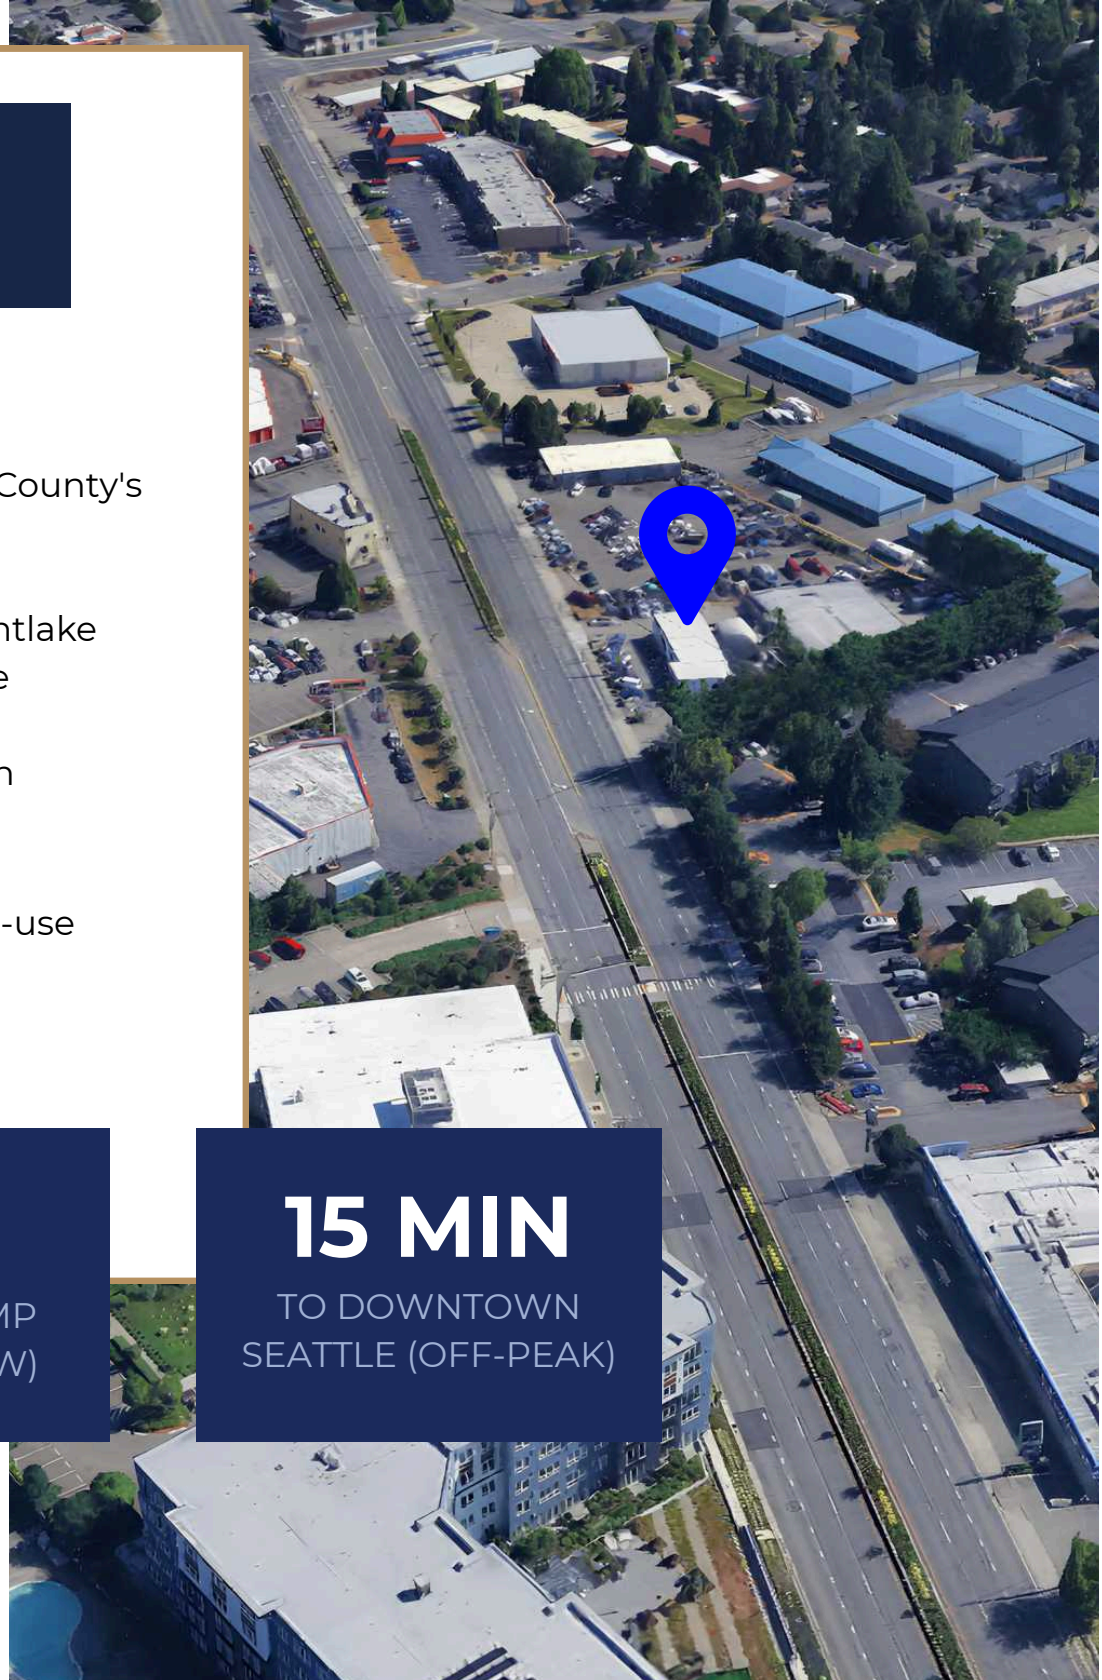 County's
ntlake
e
n
-use
MP
W)
15 MIN
TO DOWNTOWN
SEATTLE (OFF-PEAK)